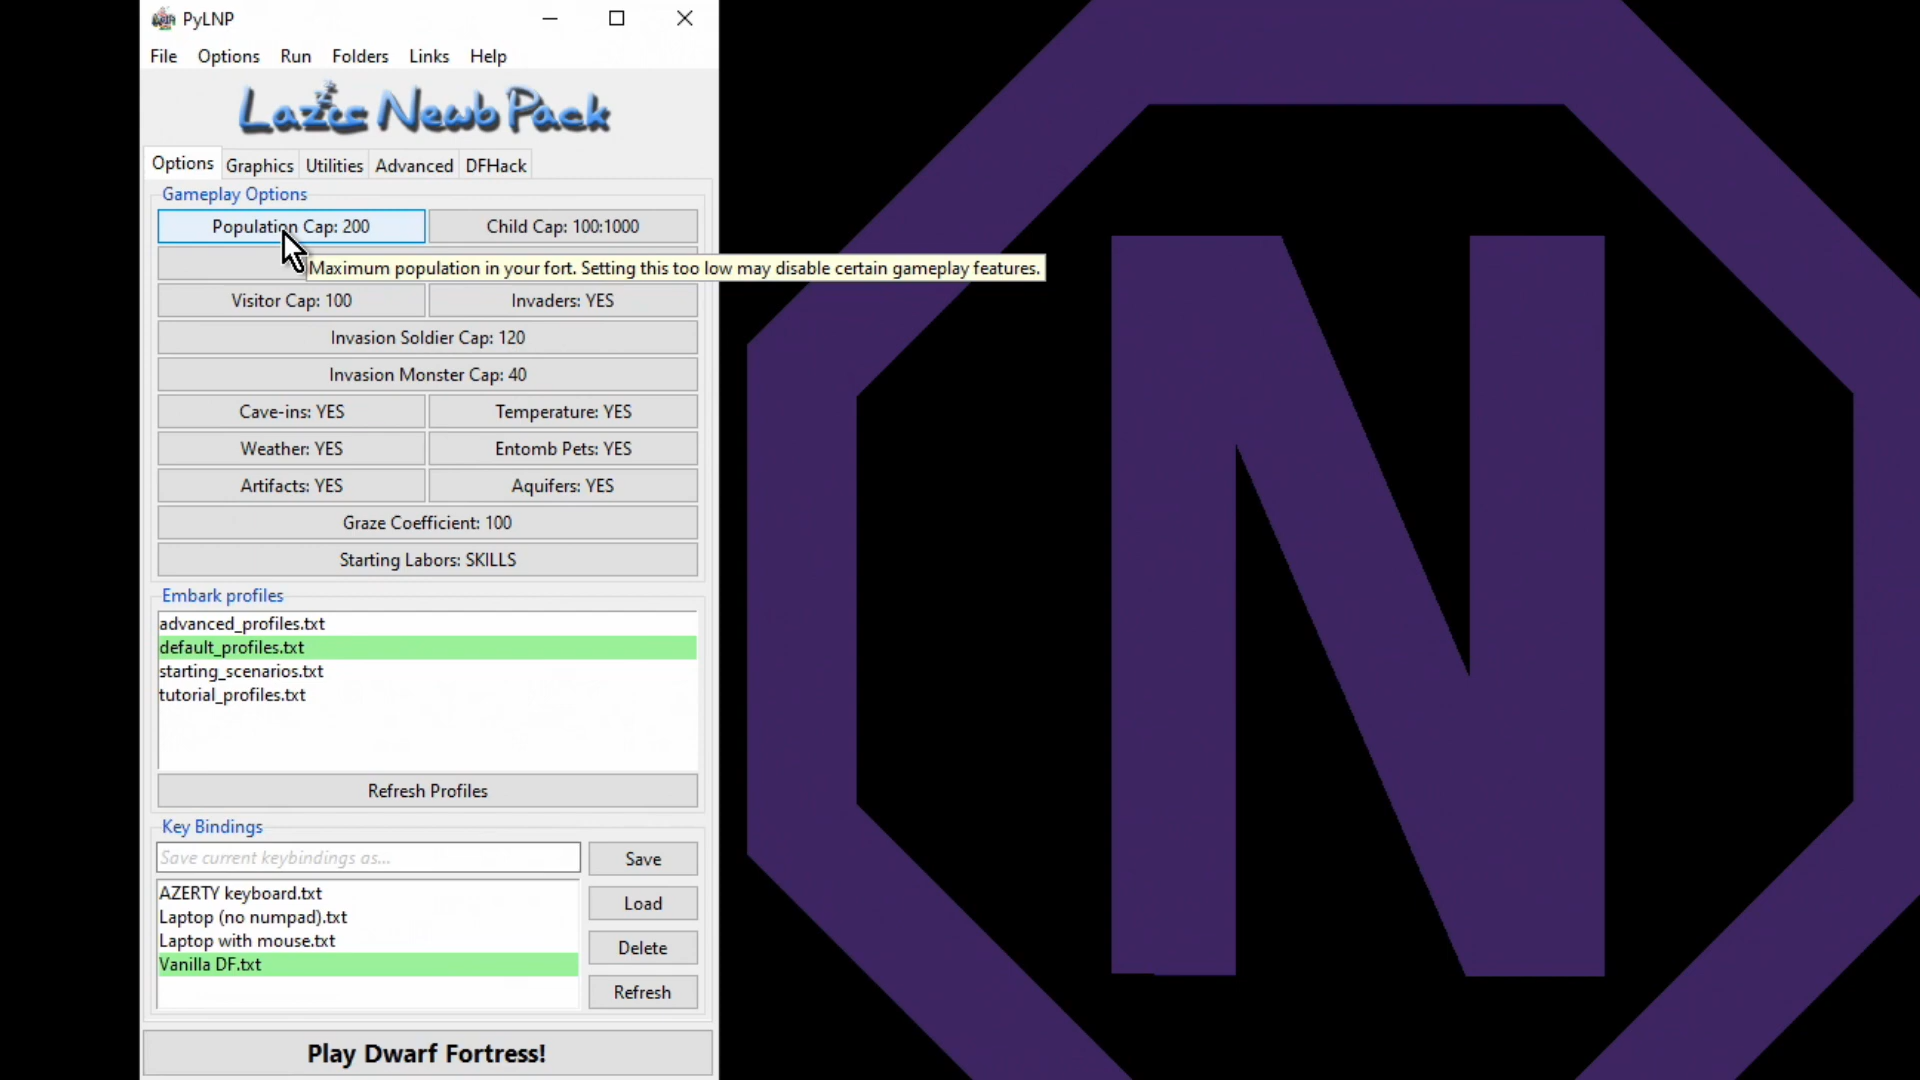 PyLNP
File Options Run Folders Links Help
Lazy Newb Pack
Options Graphics Utilities Advanced DFHack
Gameplay Options
Population Cap: 200 Child Cap: 100:1000
Maximum population in your fort. Setting this too low may disable certain gameplay features.
Visitor Cap: 100 Invaders: YES
Invasion Soldier Cap: 120
Invasion Monster Cap: 40
Cave-ins: YES Temperature: YES
Weather: YES Entomb Pets: YES
Artifacts: YES Aquifers: YES
Graze Coefficient: 100
Starting Labors: SKILLS
Embark profiles
advanced_profiles.txt
default_profiles.txt
starting_scenarios.txt
tutorial_profiles.txt
Refresh Profiles
Key Bindings
Save current keybindings as... Save
AZERTY keyboard.txt
Load
Laptop (no numpad).txt
Laptop with mouse.txt
Delete
Vanilla DF.txt
Refresh
Play Dwarf Fortress!
N